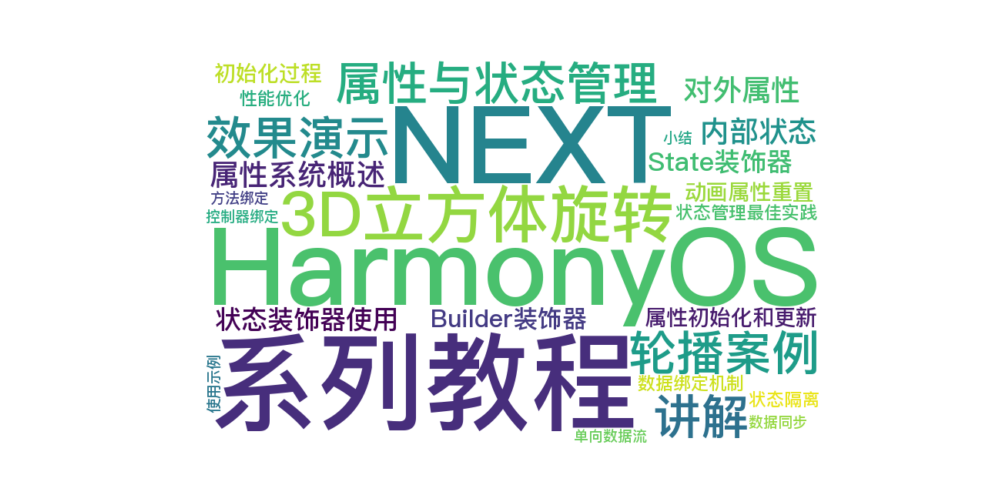 初始化过程
属性与状态管理
对外属性
性能优化
效果演示
NEXT
小结
内部状态
State装饰器
属性系统概述
动画属性重置
方法绑定
3D立方体旋转
状态管理最佳实践
控制器绑定
HarmonyOS
状态装饰器使用
Builder装饰器
属性初始化和更新
系列教程
轮播案例
使用示例
数据绑定机制
讲解
状态隔离
数据同步
单向数据流